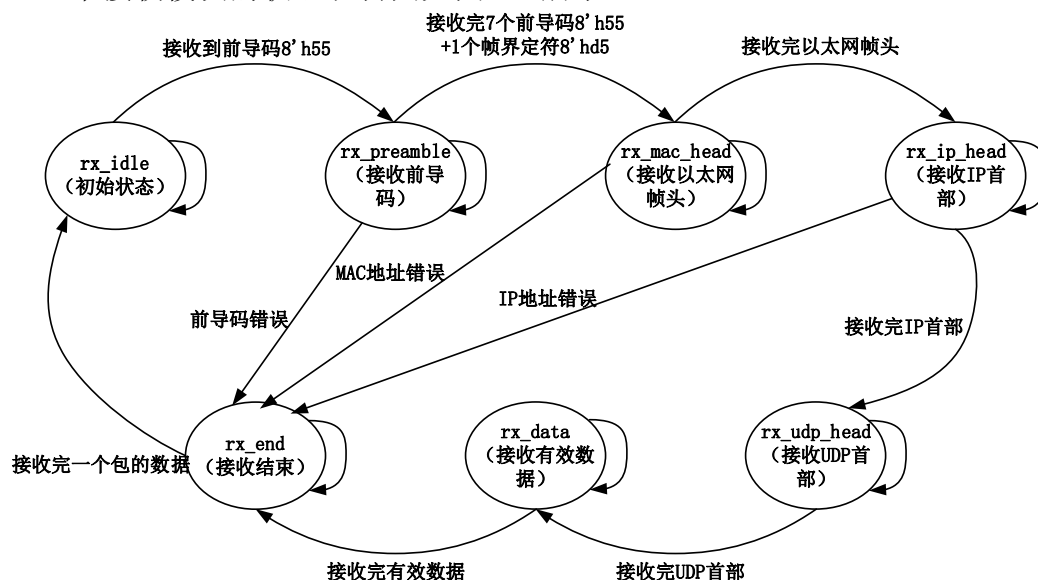 接收完7个前导码8'h55
+1个帧界定符8'hd5
接收到前导码8'h55
接收完以太网帧头
rx_idle
(初始状态)
rx_preamble
(接收前导
码)
rx_mac_head
(接收以太网
帧头)
rx_ip_head
(接收IP首
部)
MAC地址错误
IP地址错误
前导码错误
接收完IP首部
rx_end
(接收结束)
rx_data
(接收有效数
据)
rx_udp_head
(接收UDP首
部)
接收完一个包的数据
接收完有效数据
接收完UDP首部